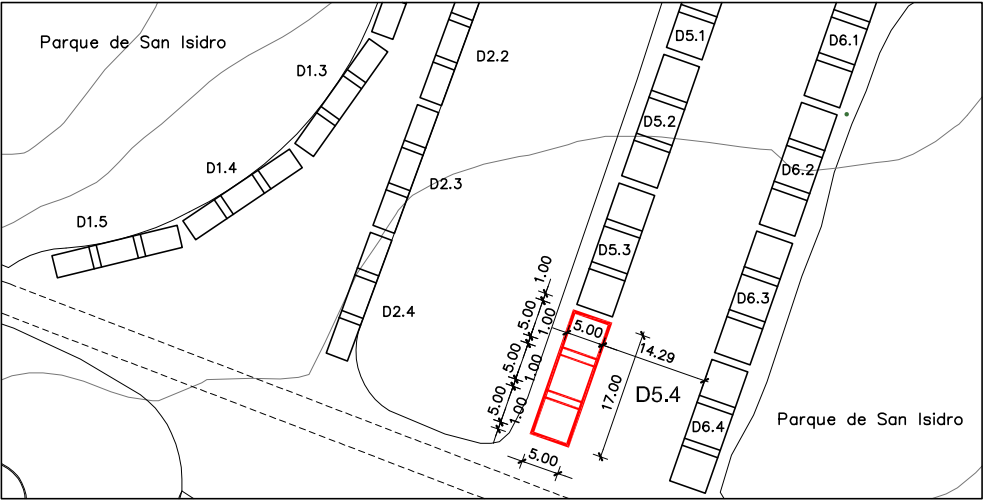 Parque de San Isidro
D1.3
D1.4
D1.5
D2.2
D2.3
D2.4
D5.1
D5.2
D5.3
D6.1
D6.2
D6.3
D6.4
1.00
5.00
1.00
5.00
1.00
5.00
1.00
5.00
14.29
17.00
D5.4
5.00
Parque de San Isidro